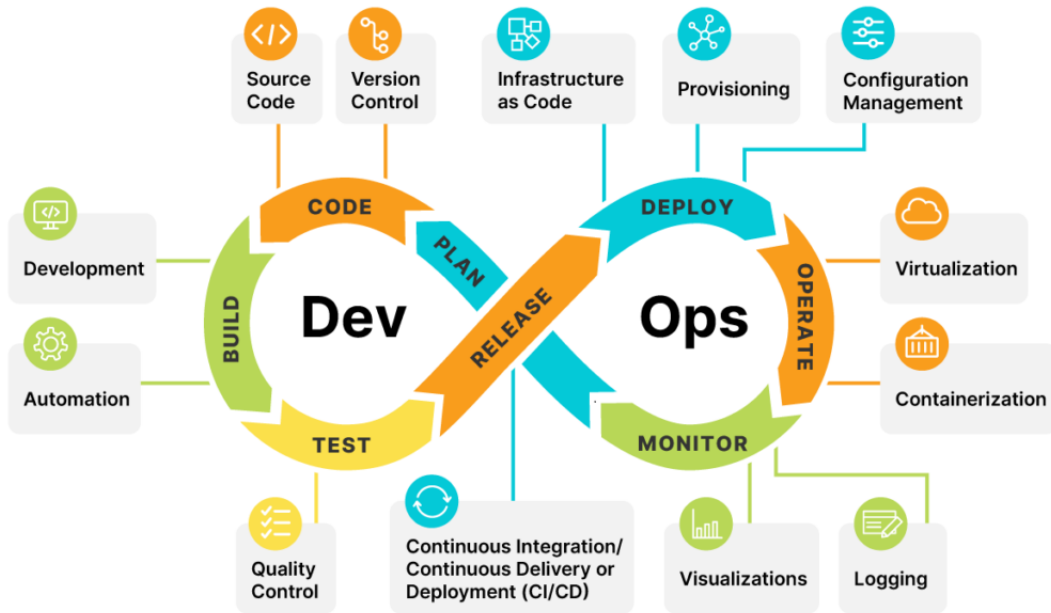 Source
Code
Version
Control
Infrastructure
as Code
Provisioning
Configuration
Management
CODE
DEPLOY
PLAN
Development
Virtualization
Dev
Ops
BUILD
RELEASE
OPERATE
Automation
Containerization
TEST
MONITOR
Quality
Control
Continuous Integration/
Continuous Delivery or
Deployment (CI/CD)
Visualizations
Logging